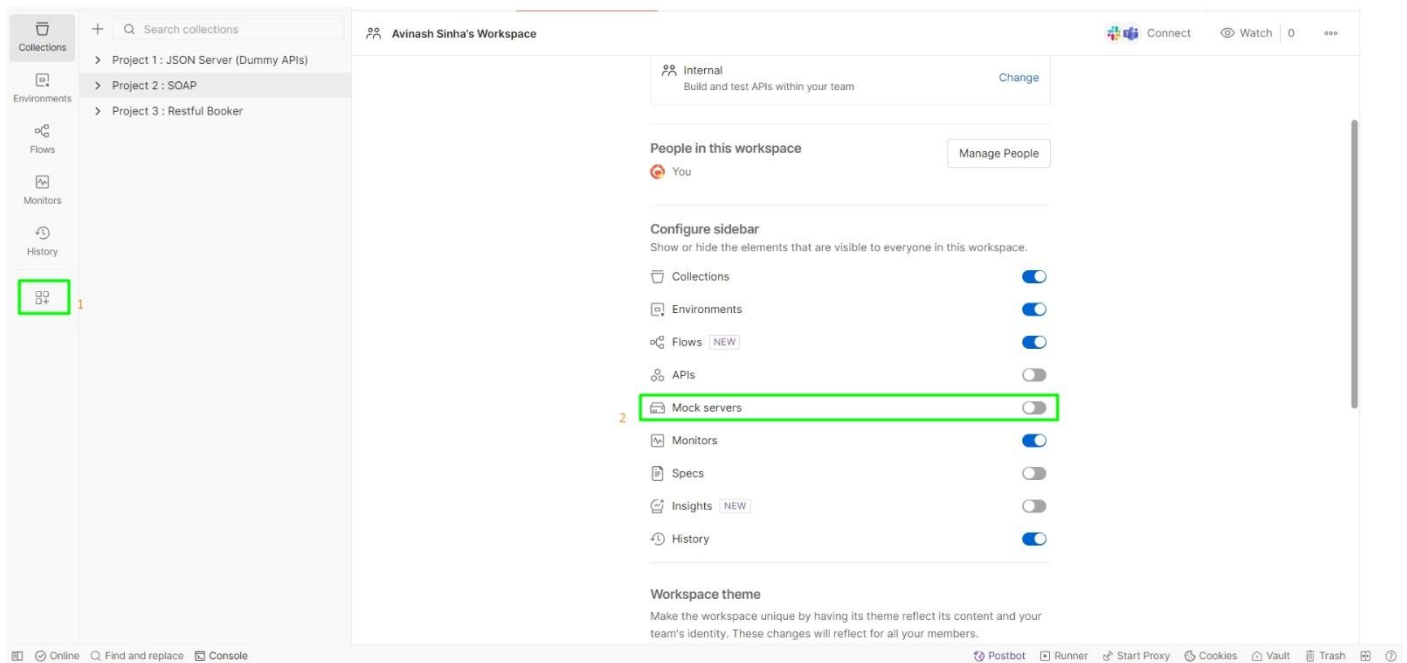 Collections
Environments
Flows
Monitors
History
1
Search collections
Project 1 : JSON Server (Dummy APIs)
Project 2 : SOAP
Project 3 : Restful Booker
Avinash Sinha's Workspace
Connect
Watch 0
Internal
Build and test APIs within your team
Change
People in this workspace
Manage People
You
Configure sidebar
Show or hide the elements that are visible to everyone in this workspace.
Collections
Environments
Flows NEW
APIs
2
Mock servers
Monitors
Specs
Insights NEW
History
Workspace theme
Make the workspace unique by having its theme reflect its content and your
team's identity. These changes will reflect for all your members.
Online Find and replace Console
Postbot Runner Start Proxy Cookies Vault Trash